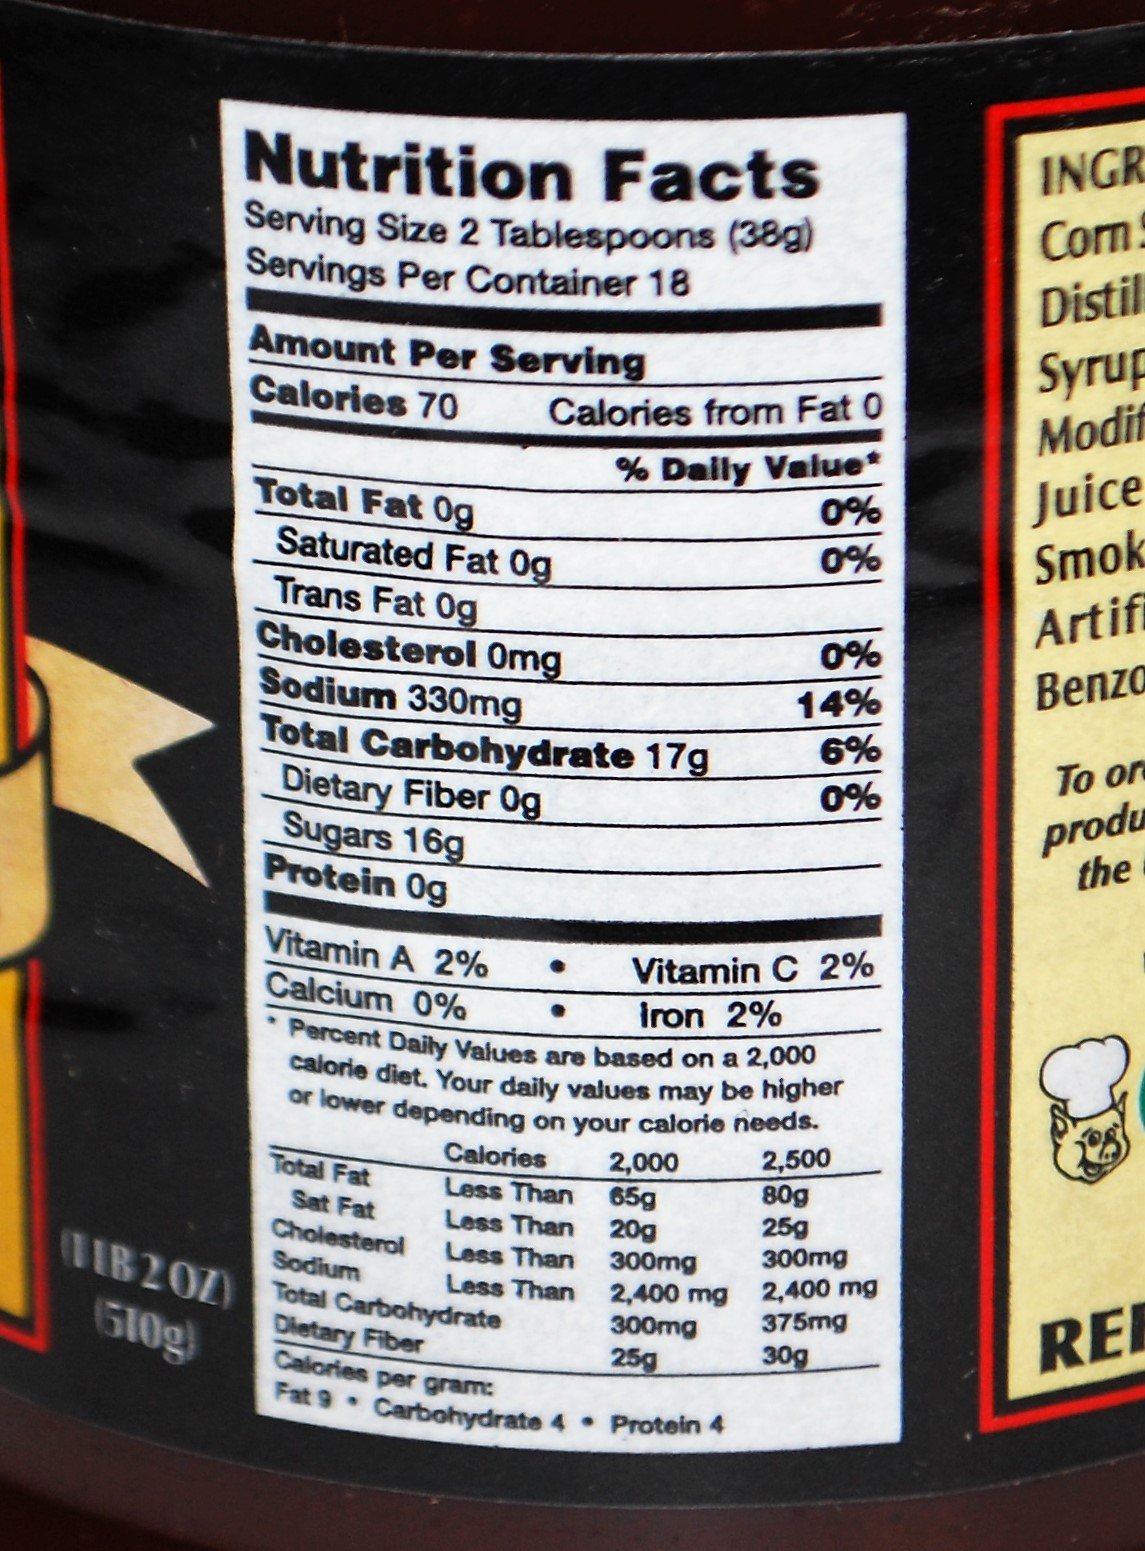 Nutrition Facts
Serving Size 2 Tablespoons (38g)
Servings Per Container 18
Amount Per Serving
Calories 70 Calories from Fat 0
% Daily Value*
Total Fat 0g 0%
Saturated Fat 0g 0%
Trans Fat 0g
Cholesterol 0mg 0%
Sodium 330mg 14%
Total Carbohydrate 17g 6%
Dietary Fiber 0g 0%
Sugars 16g
Protein 0g
Vitamin A 2% • Vitamin C 2%
Calcium 0% • Iron 2%
* Percent Daily Values are based on a 2,000
calorie diet. Your daily values may be higher
or lower depending on your calorie needs.
Calories 2,000 2,500
Total Fat Less Than 65g 80g
Sat Fat Less Than 20g 25g
Cholesterol Less Than 300mg 300mg
Sodium Less Than 2,400 mg 2,400 mg
Total Carbohydrate 300mg 375mg
Dietary Fiber 25g 30g
Calories per gram:
Fat 9 • Carbohydrate 4 • Protein 4
(1 LB 2 OZ)
(510g)
INGR
Corn
Distil
Syrup
Modif
Juice
Smok
Artifi
Benzo
To or
produ
the